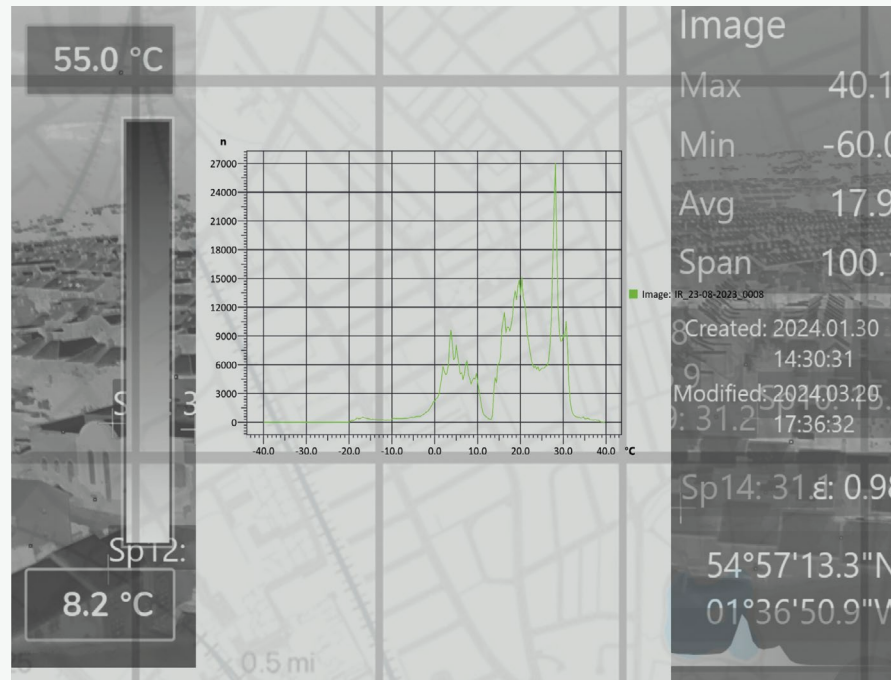 55.0 °C
Sp12:
8.2 °C
0.5 mi
n
27000
24000
21000
18000
15000
12000
9000
6000
3000
0
-40.0 -30.0 -20.0 -10.0 0.0 10.0 20.0 30.0 40.0 °C
Image: IR_23-08-2023_0008
Image
Max 40.1
Min -60.0
Avg 17.9
Span 100.
Created: 2024.01.30
14:30:31
Modified: 2024.03.20
17:36:32
9: 31.2
Sp14: 31.
ε: 0.98
54°57'13.3"N
01°36'50.9"W